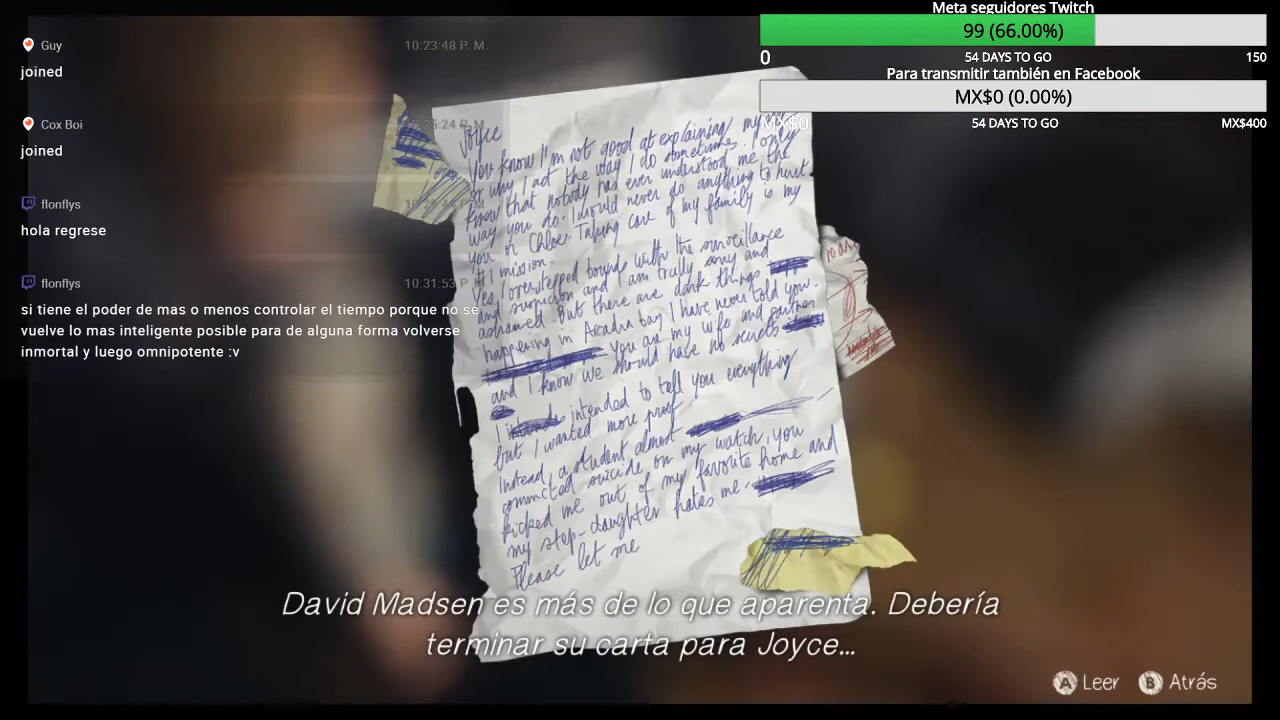 Meta seguidores Twitch
99 (66.00%)
0
54 DAYS TO GO
150
Para transmitir también en Facebook
MX$0 (0.00%)
MX$0
54 DAYS TO GO
MX$400
Guy
10:23:48 P. M.
joined
Cox Boi
joined
flonflys
hola regrese
flonflys
10:31:53 P.
si tiene el poder de mas o menos controlar el tiempo porque no se
vuelve lo mas inteligente posible para de alguna forma volverse
inmortal y luego omnipotente :v
Joyce
You know I'm not good at explaining my
or why I act the way I do sometimes. I only
know that nobody has ever understood me the
way you do. I would never do anything to hurt
you or Chloe. Taking care of my family is my
#1 mission.
Yes, I overstepped bounds with the surveillance
and suspicion and I am trully sorry and
ashamed. But there are dark things
happening in Arcadia bay I have never told you.
you are my wife and partner
and I know we should have no secrets
I intended to tell you everything
but I wanted more proof
Instead, a student almost
committed suicide on my watch, you
kicked me out of my favorite home and
my step-daughter hates me.
Please let me
David Madsen es más de lo que aparenta. Debería
terminar su carta para Joyce...
A Leer B Atrás